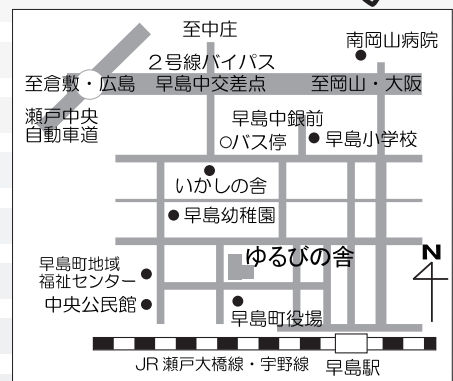 至中庄
南岡山病院
2号線バイパス
至倉敷・広島
早島中交差点
至岡山・大阪
瀬戸中央
自動車道
早島中銀前
○バス停
早島小学校
いかしの舎
早島幼稚園
ゆるびの舎
N
早島町地域
福祉センター
中央公民館
早島町役場
JR瀬戸大橋線・宇野線
早島駅